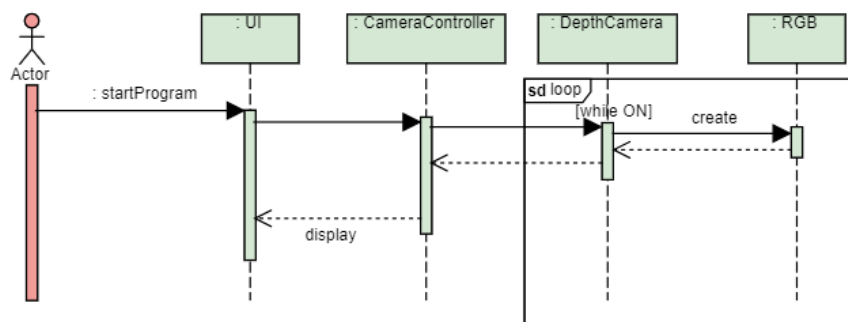 : UI
: CameraController
: DepthCamera
: RGB
Actor
: startProgram
sd loop
[while ON]
create
display